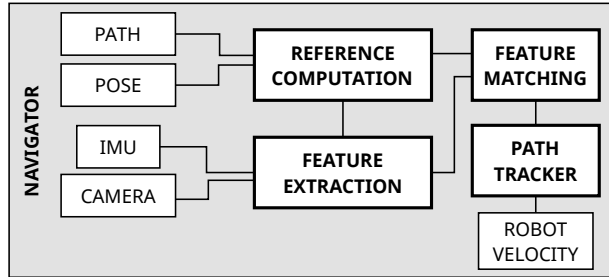 NAVIGATOR
PATH
POSE
IMU
CAMERA
REFERENCE
COMPUTATION
FEATURE
EXTRACTION
FEATURE
MATCHING
PATH
TRACKER
ROBOT
VELOCITY